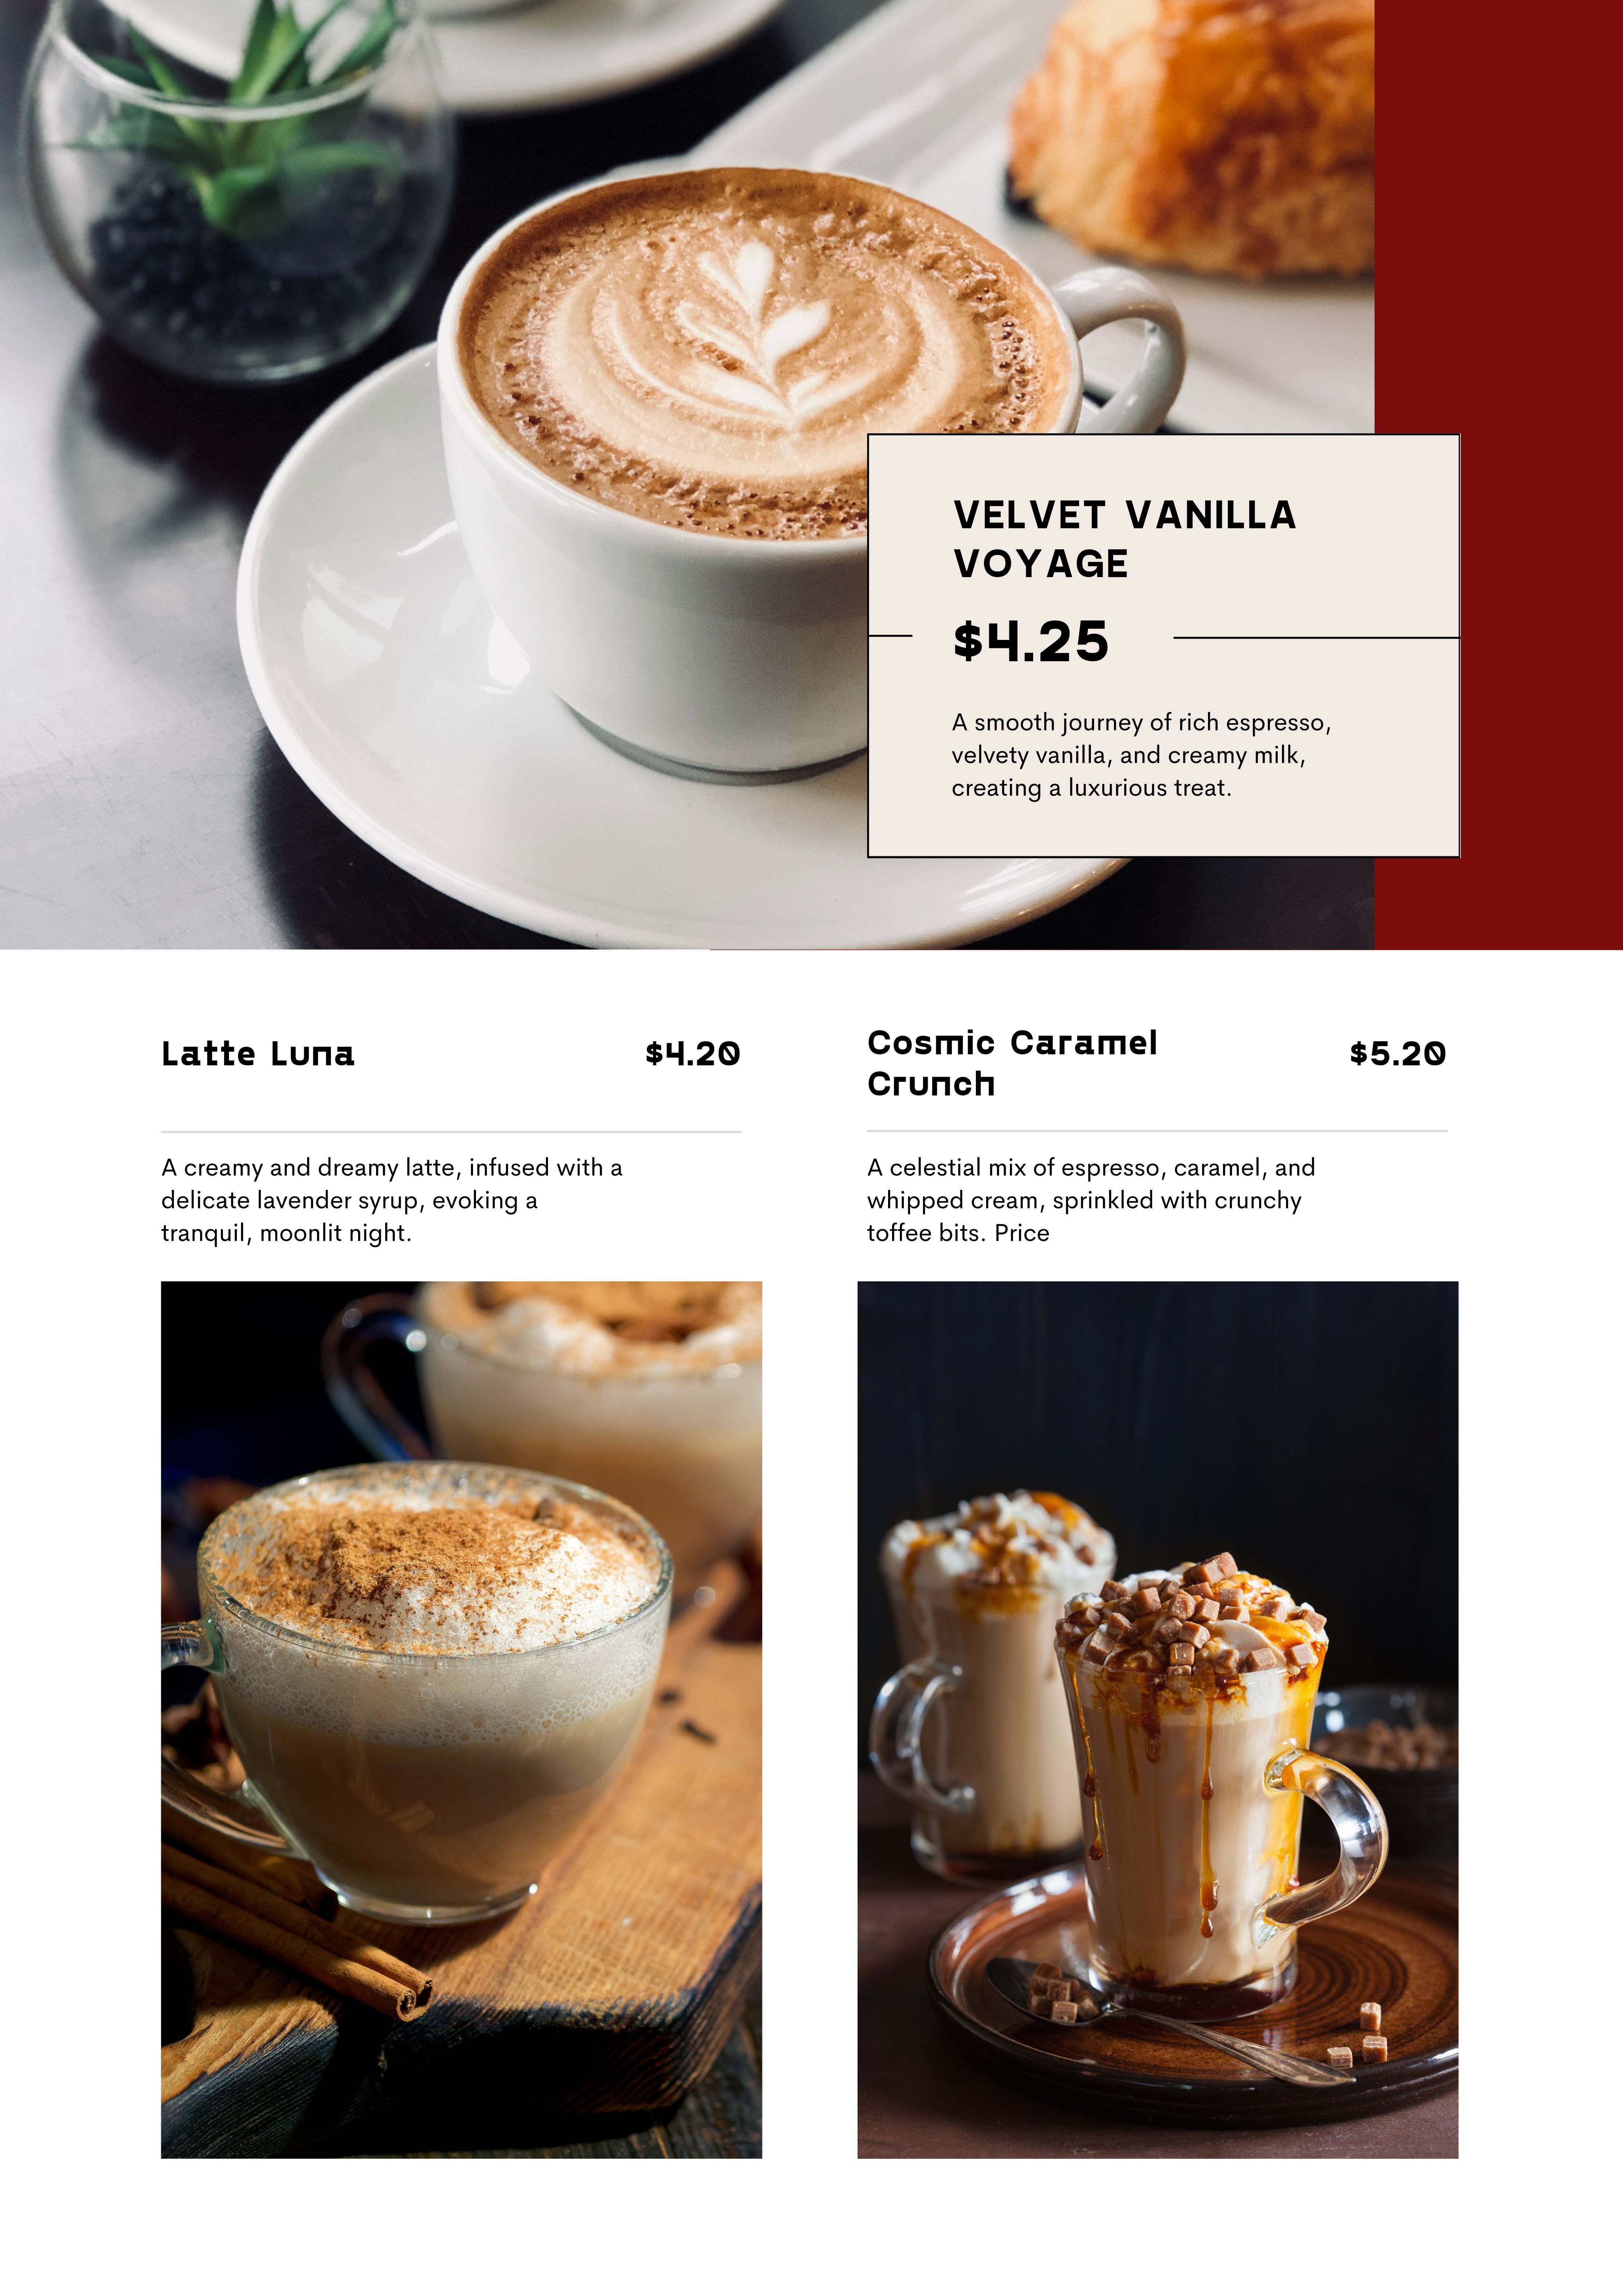 VELVET VANILLA
VOYAGE
$4.25
A smooth journey of rich espresso,
velvety vanilla, and creamy milk,
creating a luxurious treat.
Latte Luna
$4.20
A creamy and dreamy latte, infused with a
delicate lavender syrup, evoking a
tranquil, moonlit night.
Cosmic Caramel
Crunch
$5.20
A celestial mix of espresso, caramel, and
whipped cream, sprinkled with crunchy
toffee bits. Price